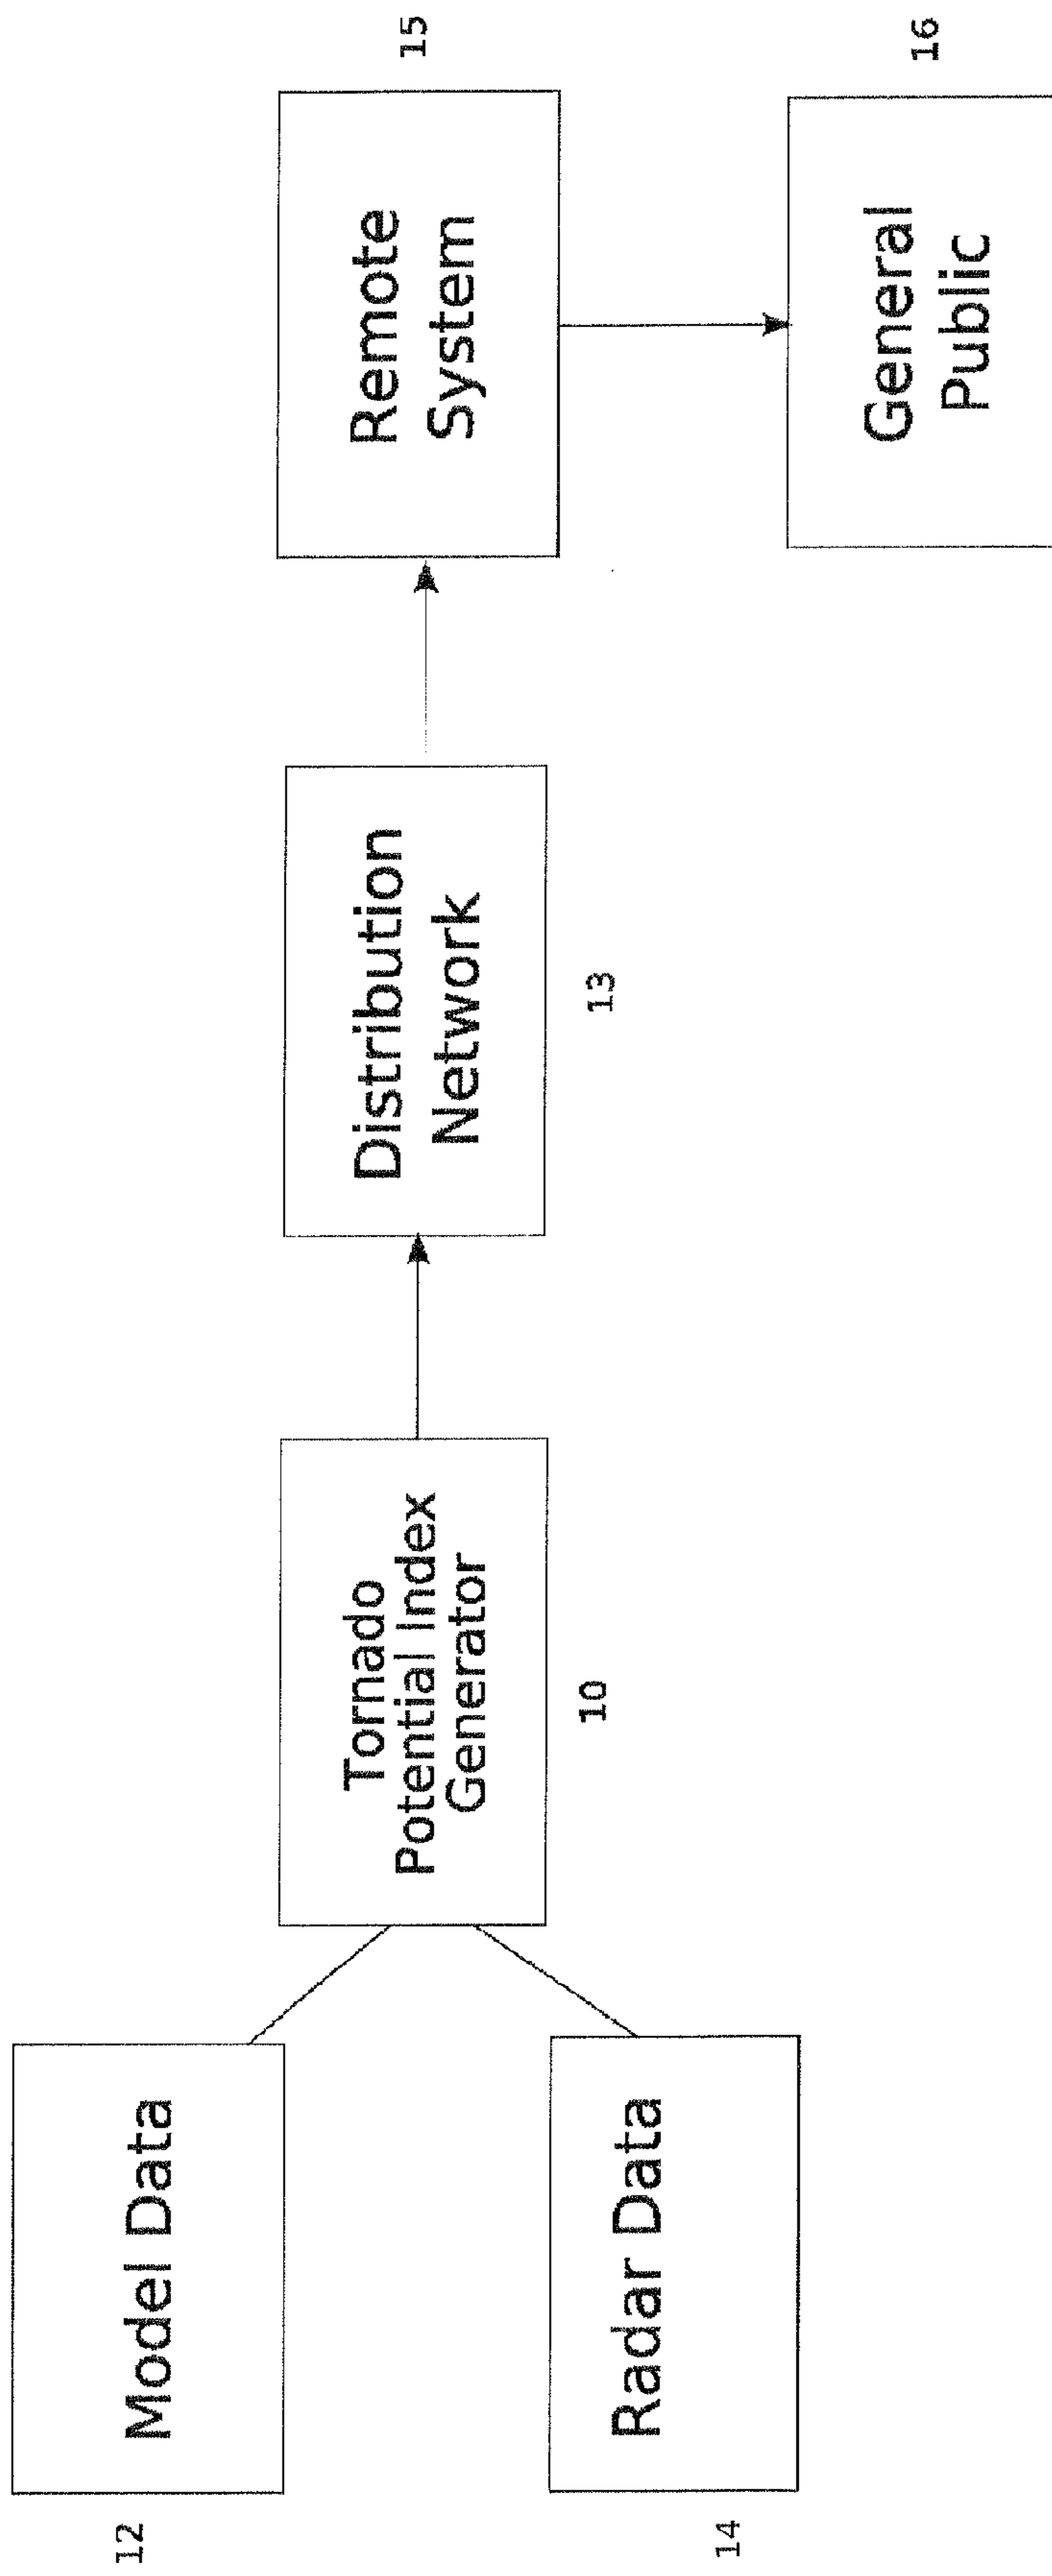 12
Model Data
14
Radar Data
Tornado
Potential Index
Generator
10
Distribution
Network
13
Remote
System
15
General
Public
16